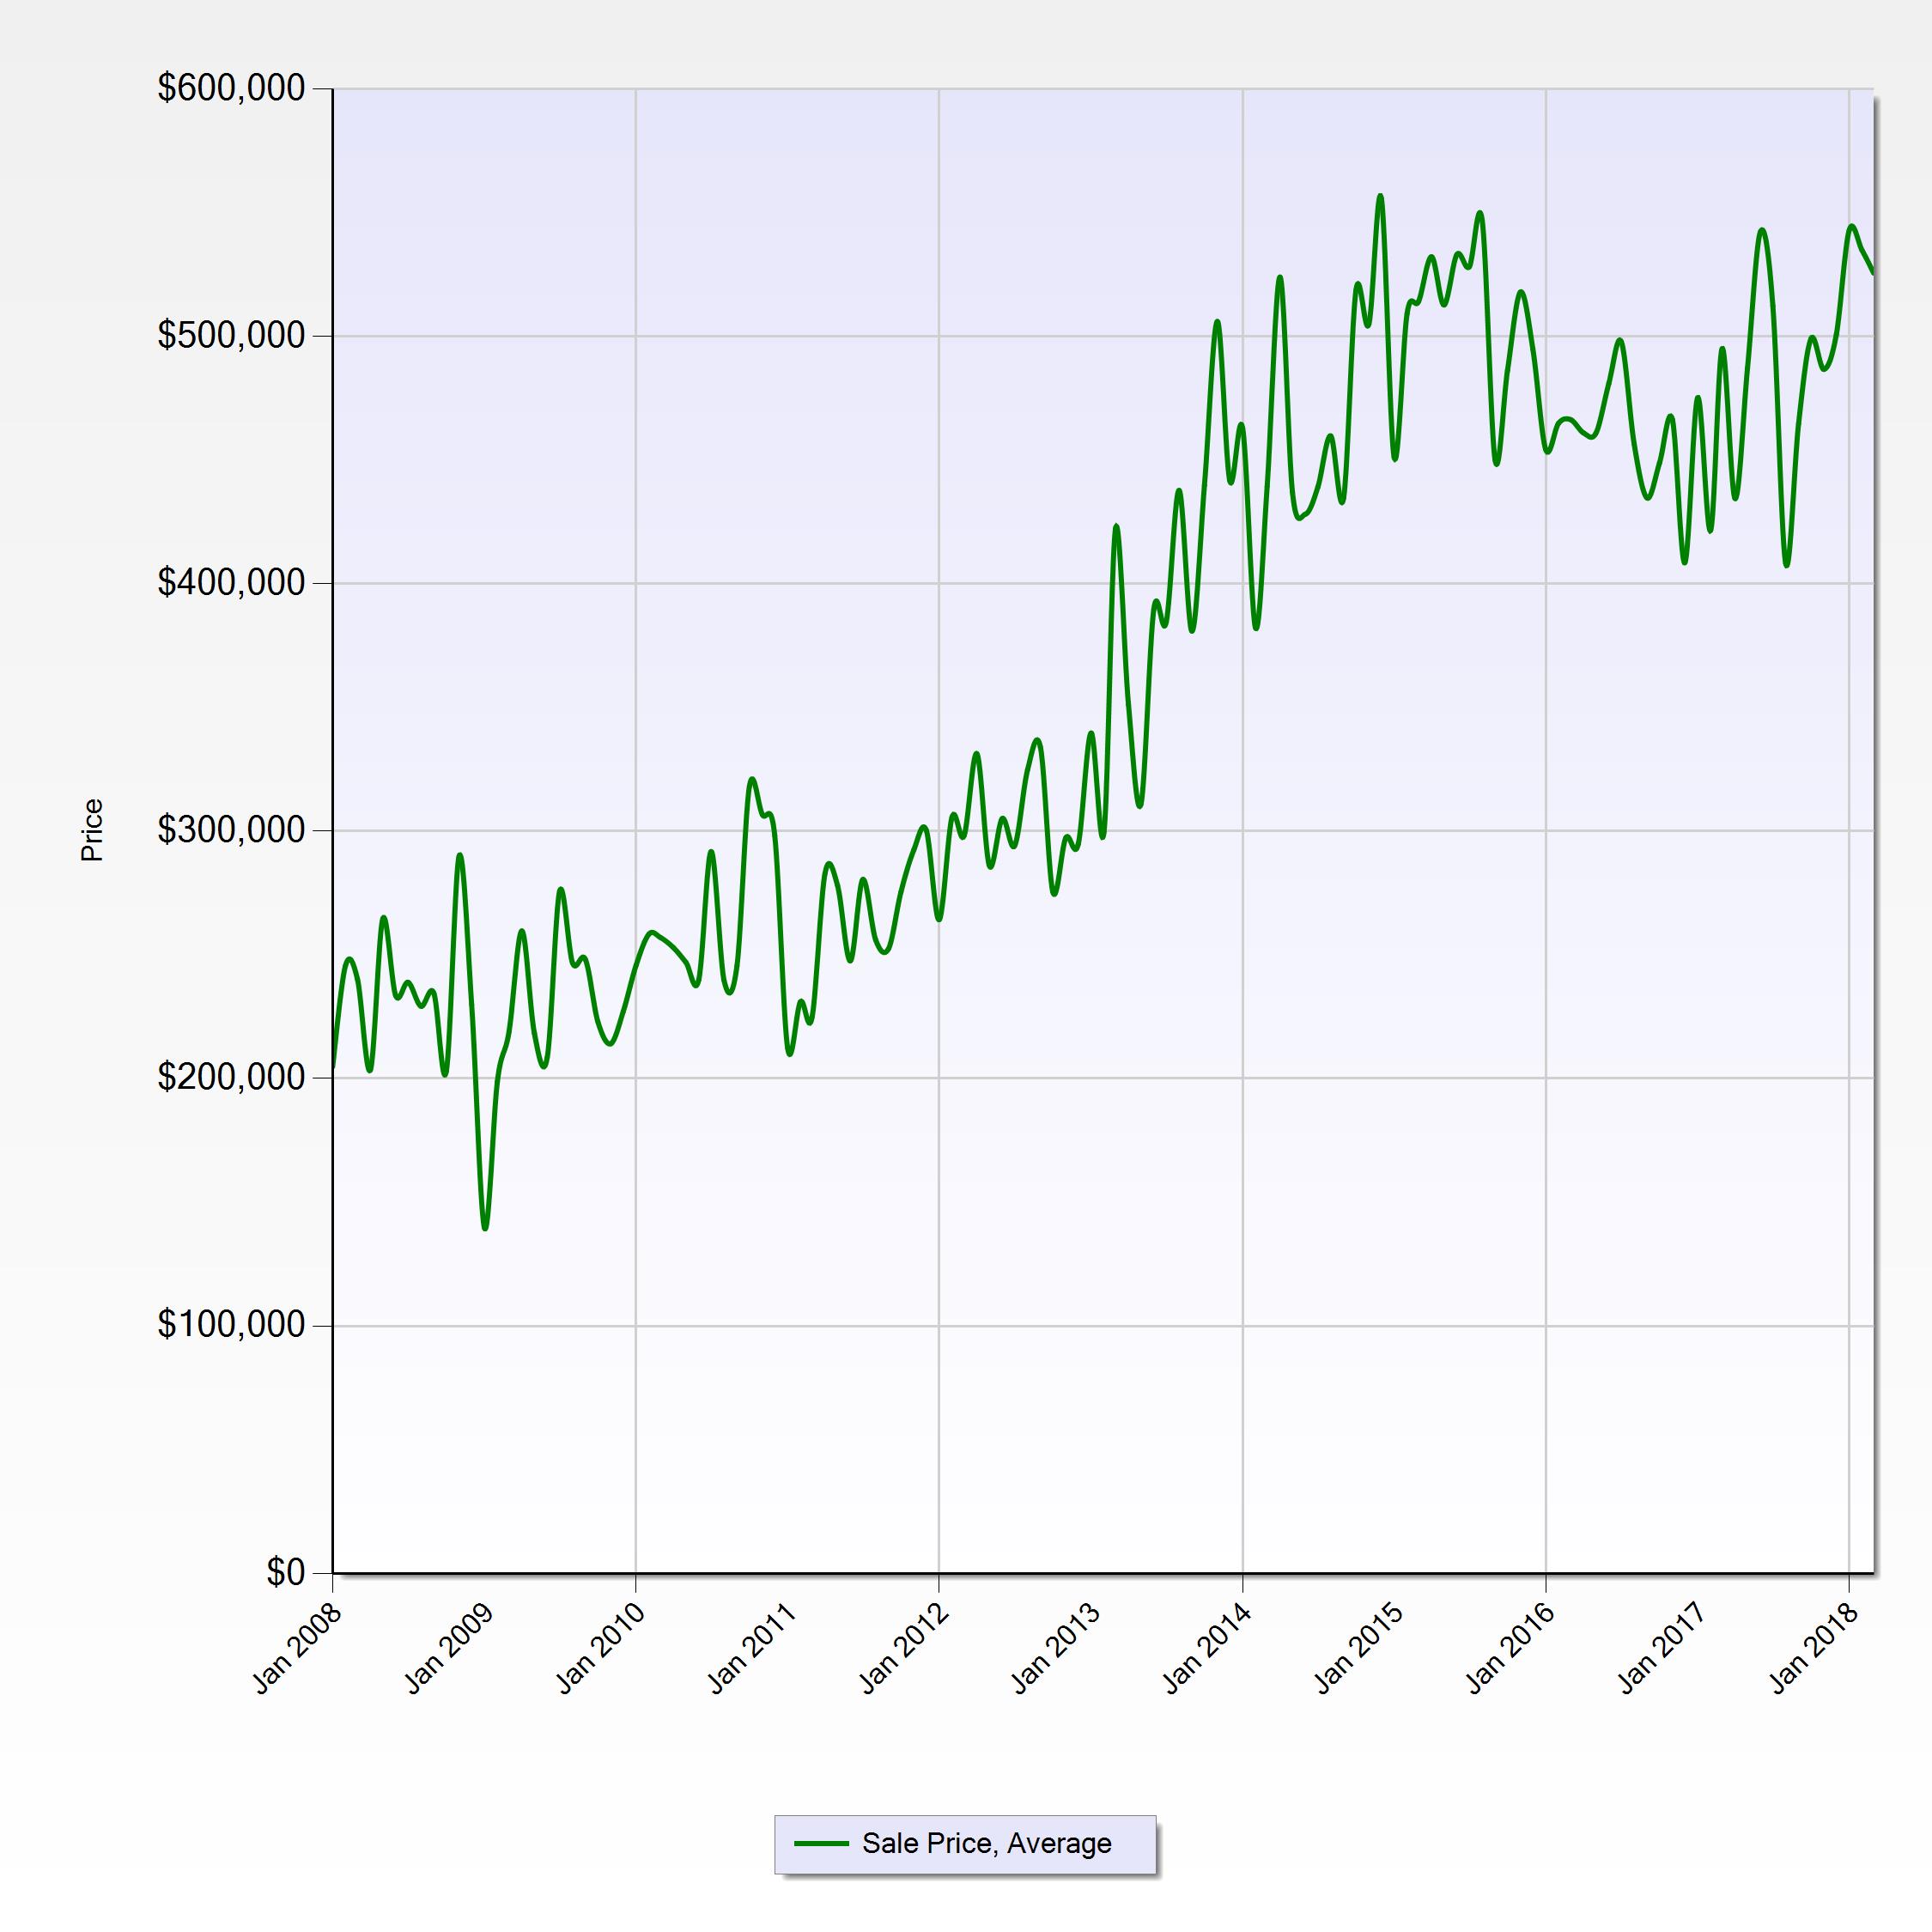 $600,000
$500,000
$400,000
$300,000
$200,000
$100,000
$0
Price
Jan 2008
Jan 2009
Jan 2010
Jan 2011
Jan 2012
Jan 2013
Jan 2014
Jan 2015
Jan 2016
Jan 2017
Jan 2018
Sale Price, Average